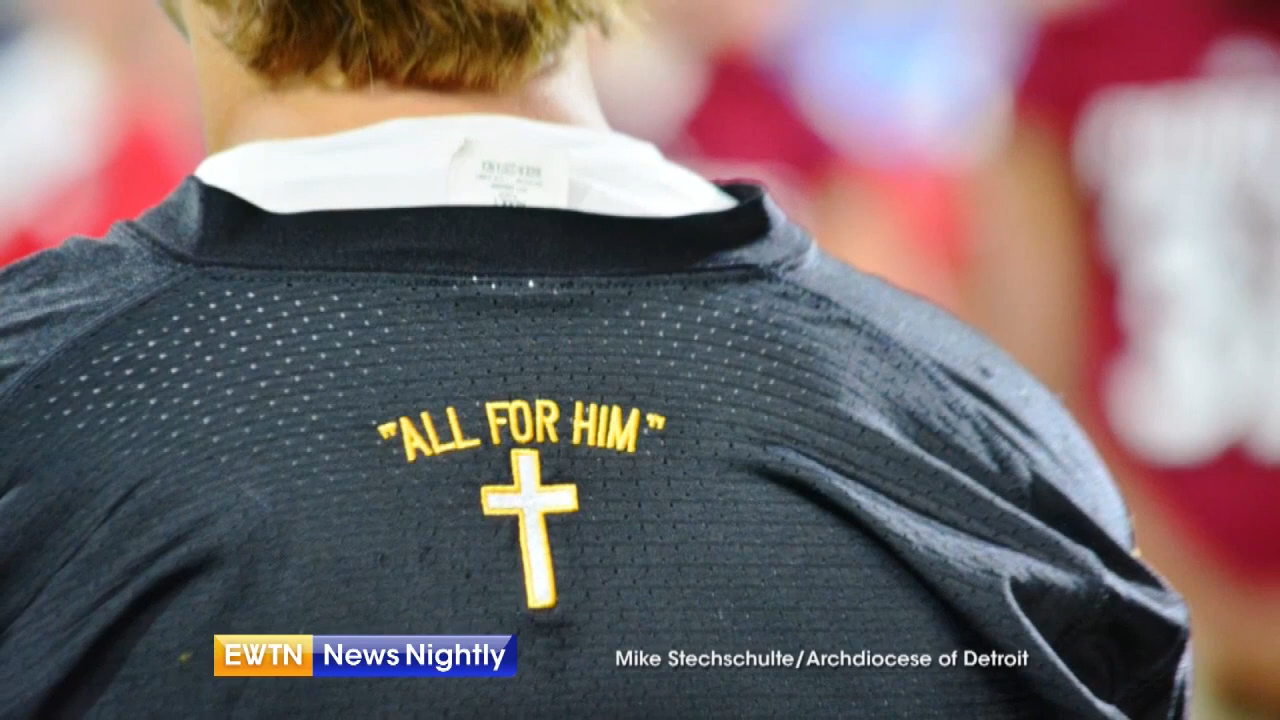 "ALL FOR HIM"
EWTN News Nightly
Mike Stechschulte/Archdiocese of Detroit